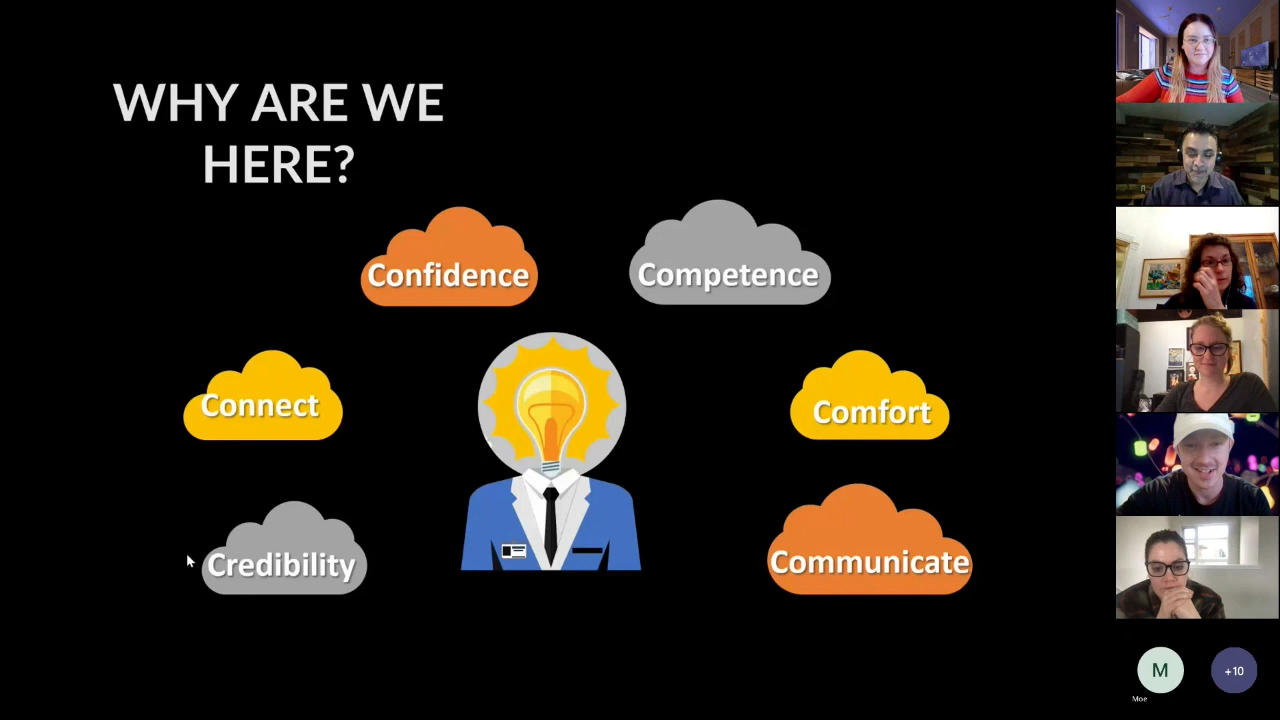 WHY ARE WE
HERE?
Confidence
Competence
Connect
Comfort
Credibility
Communicate
M
+10
Moe